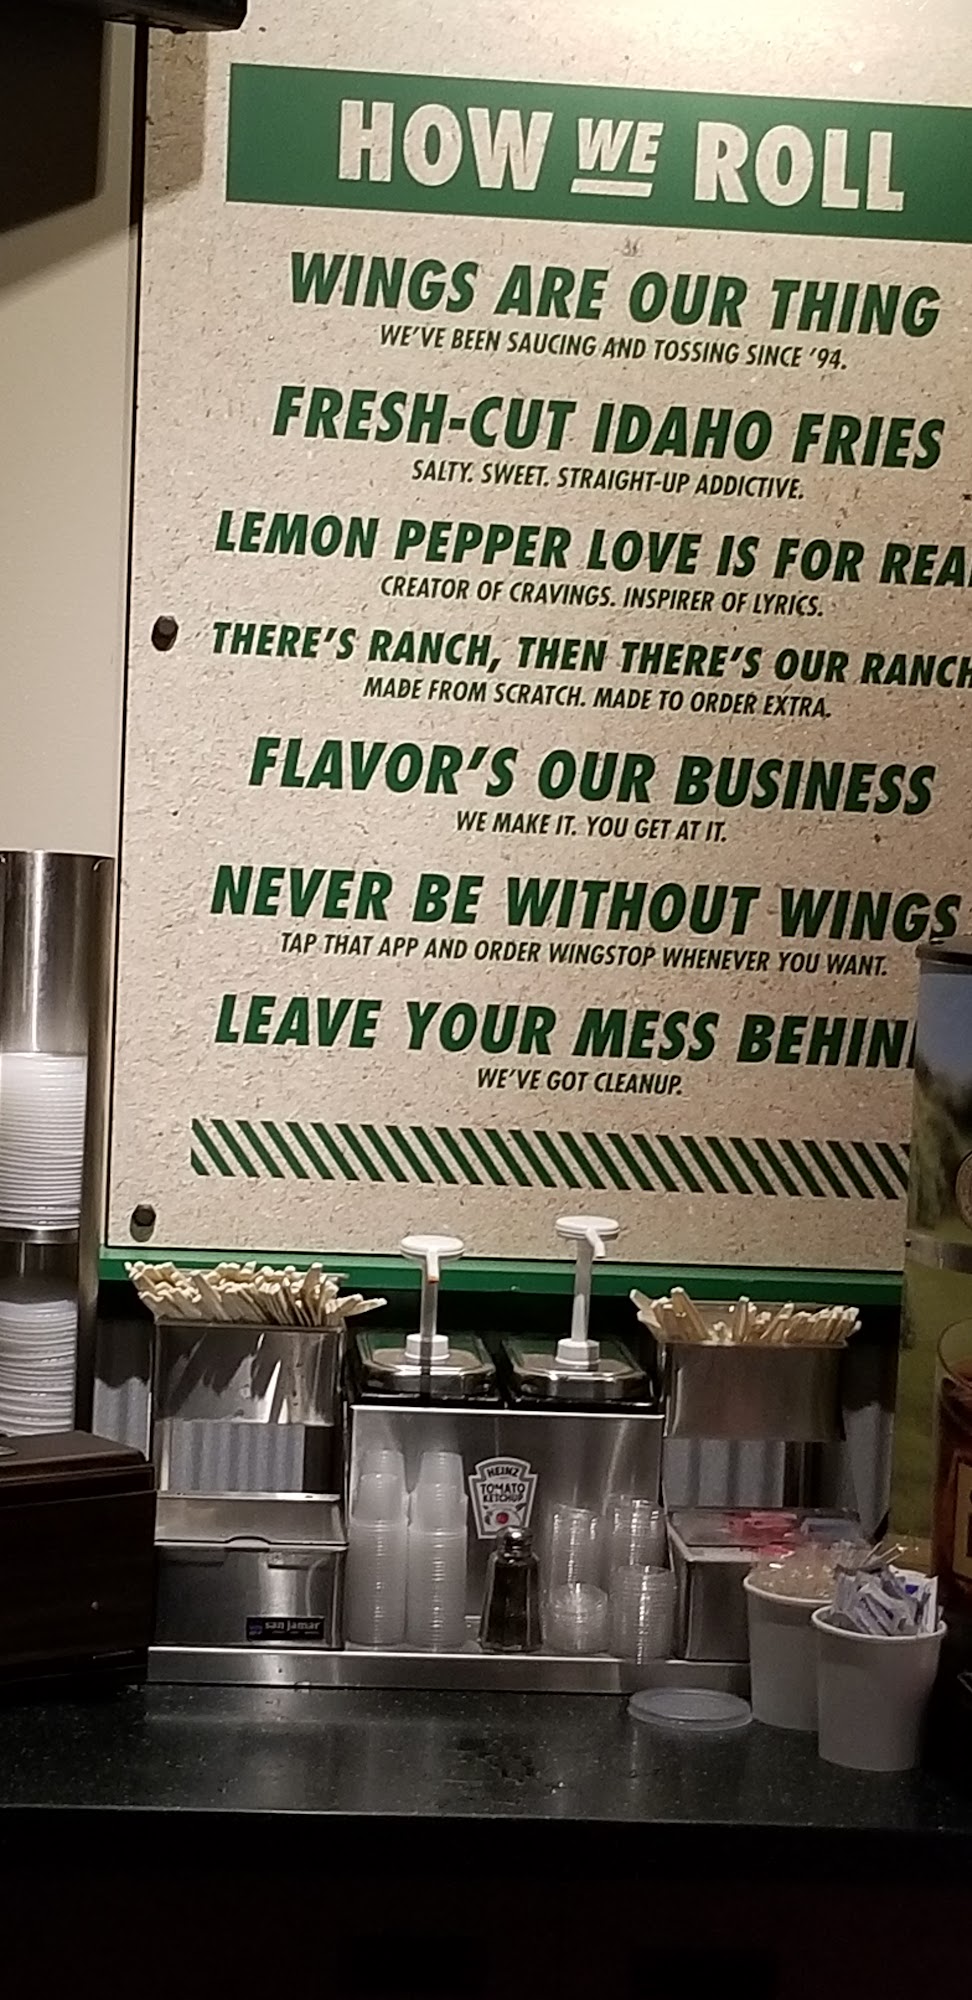 HOW WE ROLL
WINGS ARE OUR THING
WE'VE BEEN SAUCING AND TOSSING SINCE '94.
FRESH-CUT IDAHO FRIES
SALTY. SWEET. STRAIGHT-UP ADDICTIVE.
LEMON PEPPER LOVE IS FOR REA
CREATOR OF CRAVINGS. INSPIRER OF LYRICS.
THERE'S RANCH, THEN THERE'S OUR RANCH
MADE FROM SCRATCH. MADE TO ORDER EXTRA.
FLAVOR'S OUR BUSINESS
WE MAKE IT. YOU GET AT IT.
NEVER BE WITHOUT WINGS
TAP THAT APP AND ORDER WINGSTOP WHENEVER YOU WANT.
LEAVE YOUR MESS BEHIN
WE'VE GOT CLEANUP.
HEINZ
TOMATO
KETCHUP
san jamar